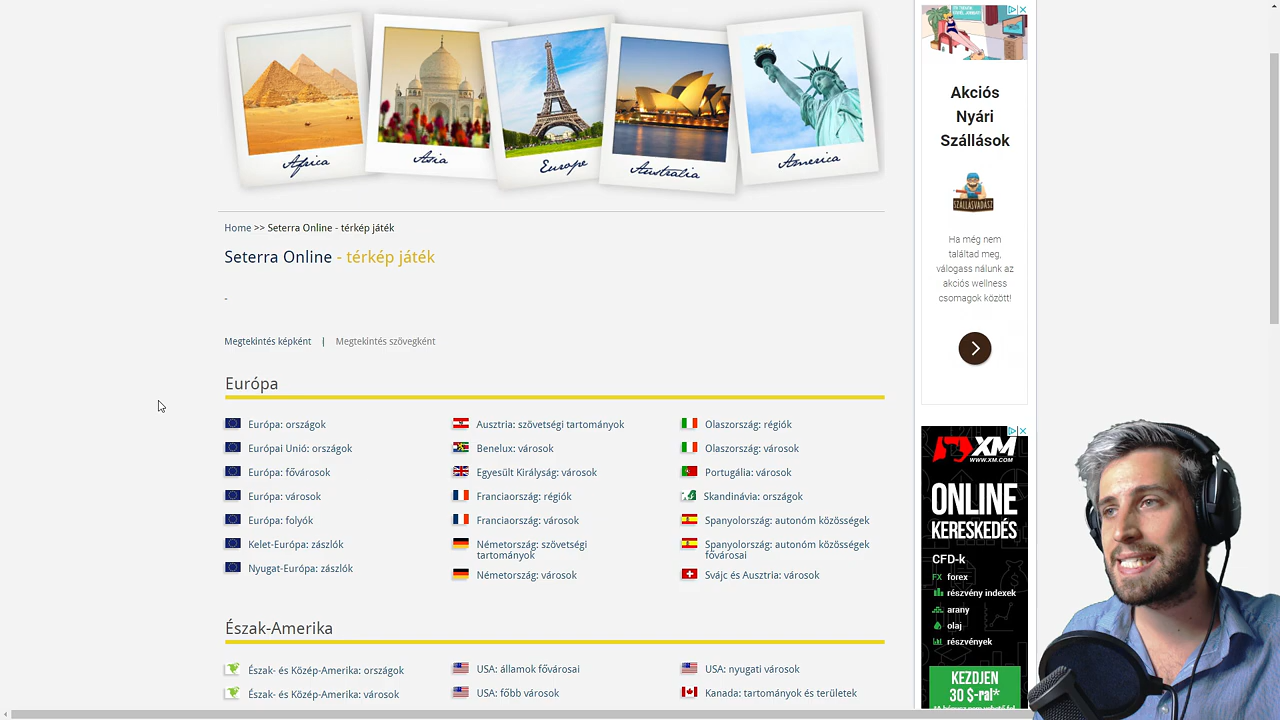 Africa
Asia
Europe
Australia
America
Home >> Seterra Online - térkép játék
Seterra Online - térkép játék
-
Megtekintés képként | Megtekintés szövegként
Európa
Európa: országok
Európai Unió: országok
Európa: városok
Európa: folyók
Nyugat-Európa: zászlók
Ausztria: szövetségi tartományok
Benelux: városok
Egyesült Királyság: városok
Franciaország: régiók
Franciaország: városok
Németország: szövetségi
tartományok
Németország: városok
Olaszország: régiók
Olaszország: városok
Portugália: városok
Skandinávia: országok
Spanyolország: autonóm közösségek
Spanyolország: autonóm közösségek
fővárosai
Svájc és Ausztria: városok
Észak-Amerika
Észak- és Közép-Amerika: országok
Észak- és Közép-Amerika: városok
USA: államok fővárosai
USA: főbb városok
USA: nyugati városok
Kanada: tartományok és területek
Akciós
Nyári
Szállások
SZÁLLÁSVADÁSZ
Ha még nem
találtad meg,
válogass nálunk az
akciós wellness
csomagok között!
XM
WWW.XM.COM
ONLINE
KERESKEDÉS
CFD-k
FX forex
részvény indexek
arany
olaj
részvények
KEZDJEN
30 $-ral*